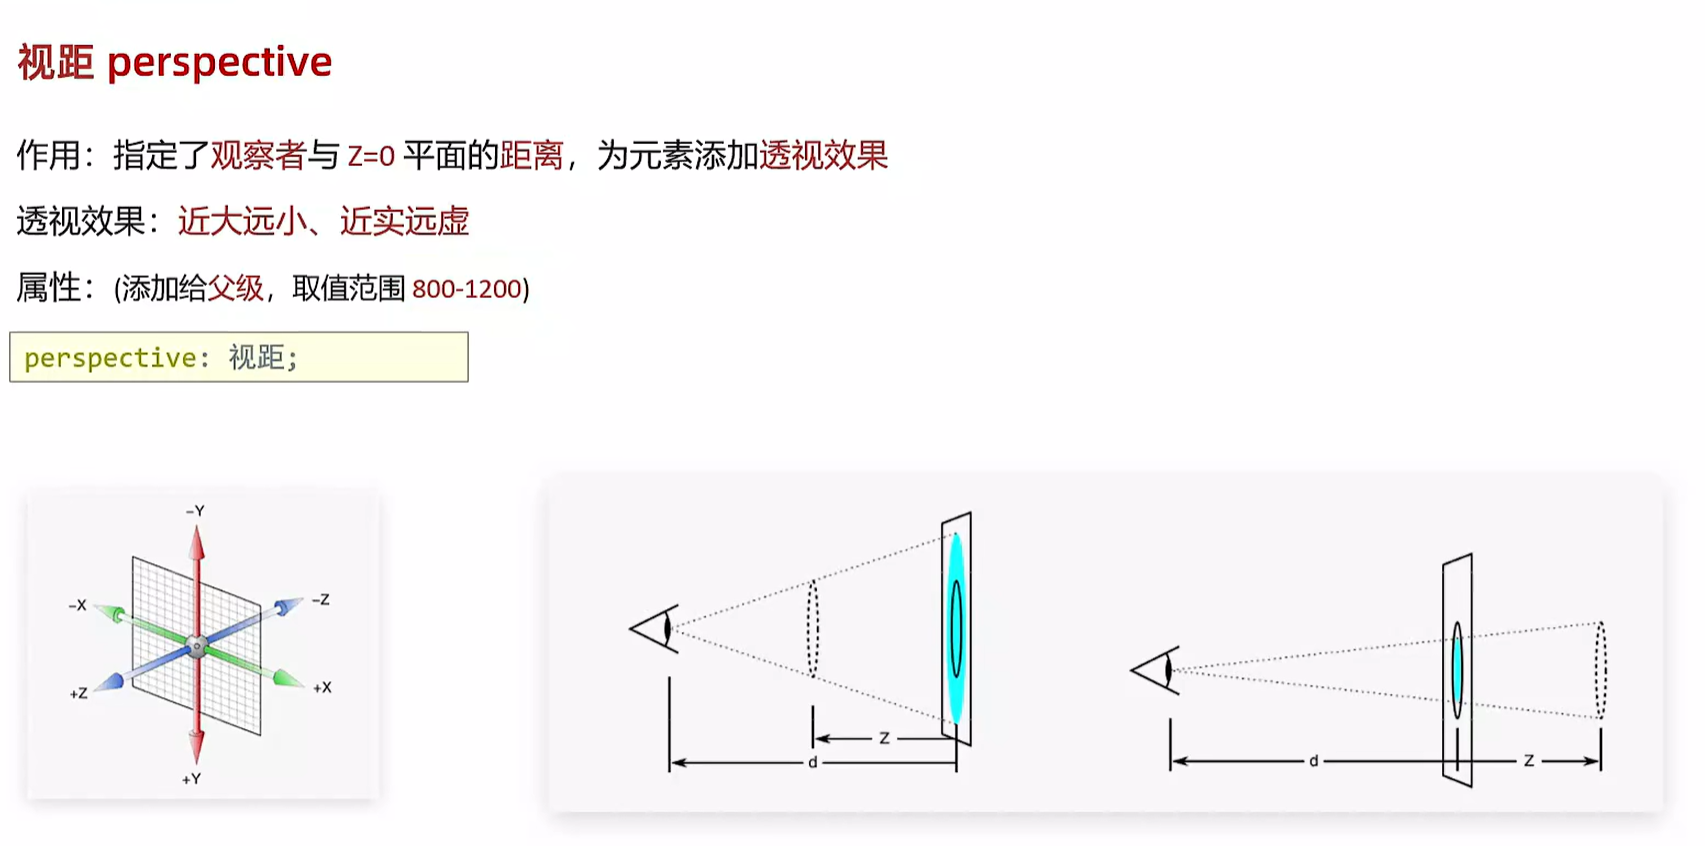 视距 perspective
作用：指定了观察者与 Z=0 平面的距离，为元素添加透视效果
透视效果：近大远小、近实远虚
属性：(添加给父级，取值范围 800-1200)
perspective: 视距;
-Y
-X
-Z
+Z
+X
+Y
Z
d
d
Z